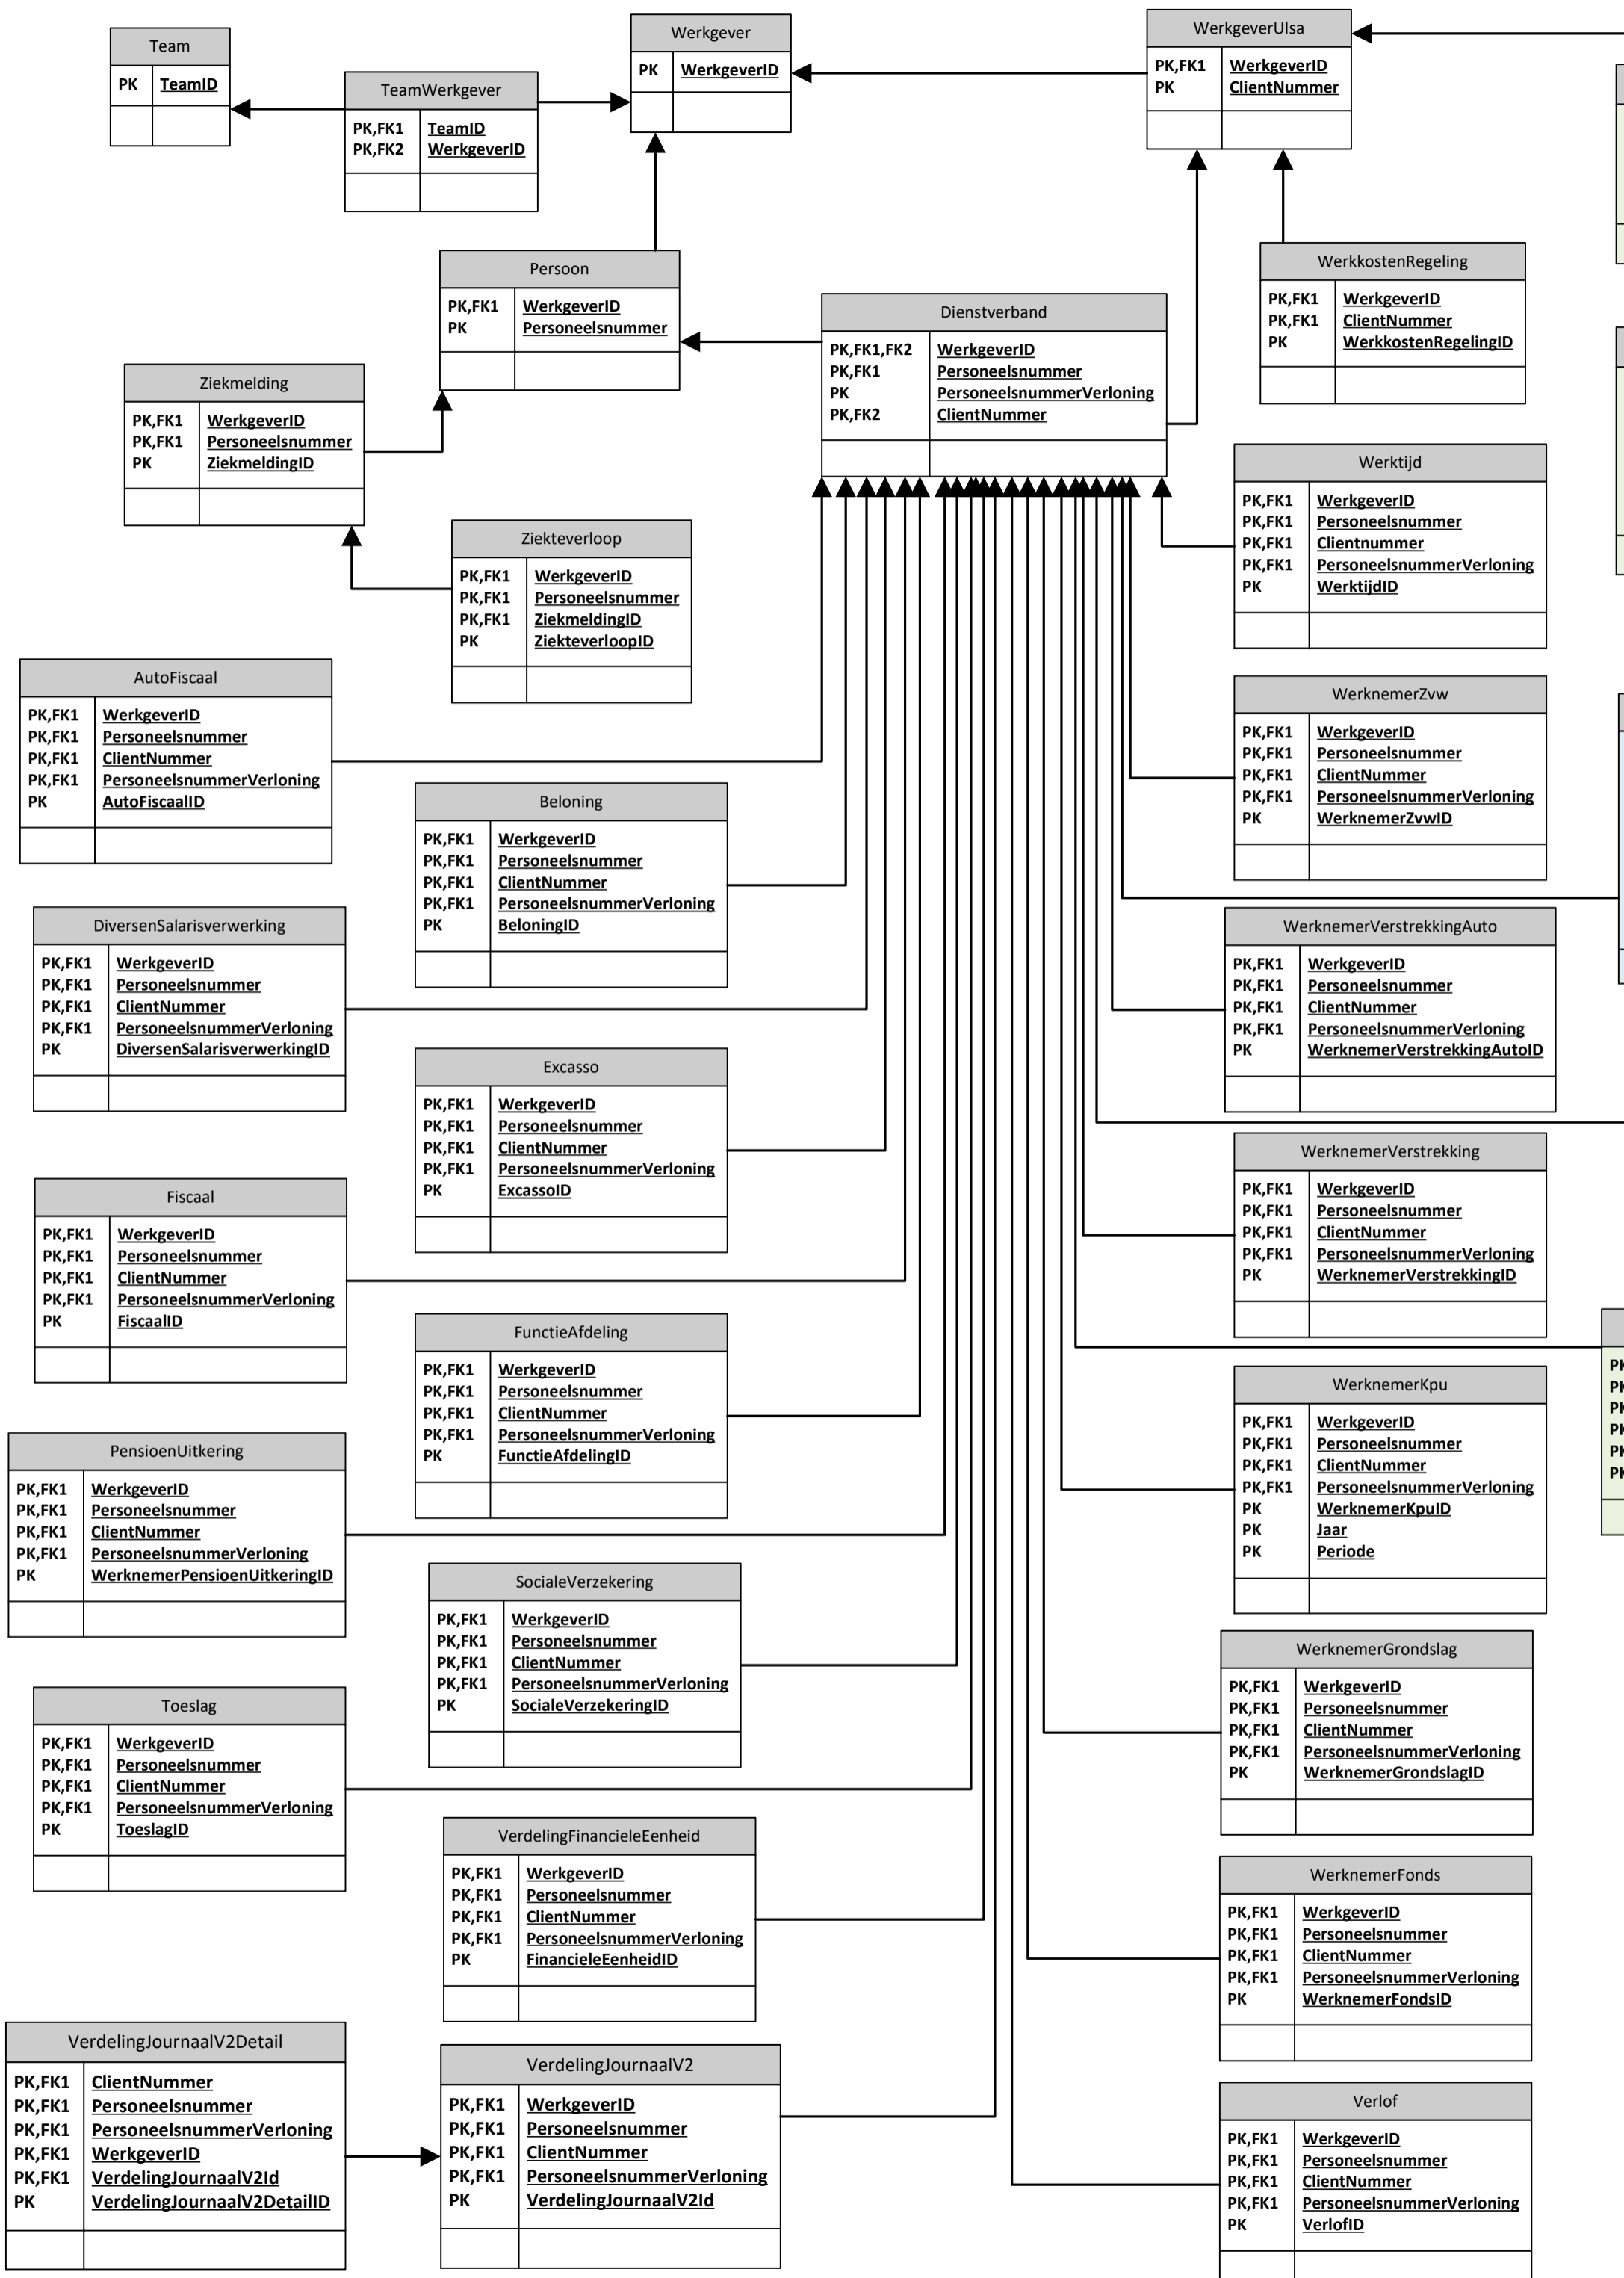 Team
PK TeamID
TeamWerkgever
PK,FK1 TeamID
PK,FK2 WerkgeverID
Werkgever
PK WerkgeverID
WerkgeverUlsa
PK,FK1 WerkgeverID
PK ClientNummer
Persoon
PK,FK1 WerkgeverID
PK Personeelsnummer
Dienstverband
PK,FK1,FK2 WerkgeverID
PK,FK1 Personeelsnummer
PK PersoneelsnummerVerloning
PK,FK2 ClientNummer
WerkkostenRegeling
PK,FK1 WerkgeverID
PK,FK1 ClientNummer
PK WerkkostenRegelingID
Ziekmelding
PK,FK1 WerkgeverID
PK,FK1 Personeelsnummer
PK ZiekmeldingID
Ziekteverloop
PK,FK1 WerkgeverID
PK,FK1 Personeelsnummer
PK,FK1 ZiekmeldingID
PK ZiekteverloopID
Werktijd
PK,FK1 WerkgeverID
PK,FK1 Personeelsnummer
PK,FK1 Clientnummer
PK,FK1 PersoneelsnummerVerloning
PK WerktijdID
AutoFiscaal
PK,FK1 WerkgeverID
PK,FK1 Personeelsnummer
PK,FK1 ClientNummer
PK,FK1 PersoneelsnummerVerloning
PK AutoFiscaalID
WerknemerZvw
PK,FK1 WerkgeverID
PK,FK1 Personeelsnummer
PK,FK1 ClientNummer
PK,FK1 PersoneelsnummerVerloning
PK WerknemerZvwID
Beloning
PK,FK1 WerkgeverID
PK,FK1 Personeelsnummer
PK,FK1 ClientNummer
PK,FK1 PersoneelsnummerVerloning
PK BeloningID
DiversenSalarisverwerking
PK,FK1 WerkgeverID
PK,FK1 Personeelsnummer
PK,FK1 ClientNummer
PK,FK1 PersoneelsnummerVerloning
PK DiversenSalarisverwerkingID
WerknemerVerstrekkingAuto
PK,FK1 WerkgeverID
PK,FK1 Personeelsnummer
PK,FK1 ClientNummer
PK,FK1 PersoneelsnummerVerloning
PK WerknemerVerstrekkingAutoID
Excasso
PK,FK1 WerkgeverID
PK,FK1 Personeelsnummer
PK,FK1 ClientNummer
PK,FK1 PersoneelsnummerVerloning
PK ExcassoID
WerknemerVerstrekking
PK,FK1 WerkgeverID
PK,FK1 Personeelsnummer
PK,FK1 ClientNummer
PK,FK1 PersoneelsnummerVerloning
PK WerknemerVerstrekkingID
Fiscaal
PK,FK1 WerkgeverID
PK,FK1 Personeelsnummer
PK,FK1 ClientNummer
PK,FK1 PersoneelsnummerVerloning
PK FiscaalID
FunctieAfdeling
PK,FK1 WerkgeverID
PK,FK1 Personeelsnummer
PK,FK1 ClientNummer
PK,FK1 PersoneelsnummerVerloning
PK FunctieAfdelingID
WerknemerKpu
PK,FK1 WerkgeverID
PK,FK1 Personeelsnummer
PK,FK1 ClientNummer
PK,FK1 PersoneelsnummerVerloning
PK WerknemerKpuID
PK Jaar
PK Periode
PensioenUitkering
PK,FK1 WerkgeverID
PK,FK1 Personeelsnummer
PK,FK1 ClientNummer
PK,FK1 PersoneelsnummerVerloning
PK WerknemerPensioenUitkeringID
SocialeVerzekering
PK,FK1 WerkgeverID
PK,FK1 Personeelsnummer
PK,FK1 ClientNummer
PK,FK1 PersoneelsnummerVerloning
PK SocialeVerzekeringID
WerknemerGrondslag
PK,FK1 WerkgeverID
PK,FK1 Personeelsnummer
PK,FK1 ClientNummer
PK,FK1 PersoneelsnummerVerloning
PK WerknemerGrondslagID
Toeslag
PK,FK1 WerkgeverID
PK,FK1 Personeelsnummer
PK,FK1 ClientNummer
PK,FK1 PersoneelsnummerVerloning
PK ToeslagID
VerdelingFinancieleEenheid
PK,FK1 WerkgeverID
PK,FK1 Personeelsnummer
PK,FK1 ClientNummer
PK,FK1 PersoneelsnummerVerloning
PK FinancieleEenheidID
WerknemerFonds
PK,FK1 WerkgeverID
PK,FK1 Personeelsnummer
PK,FK1 ClientNummer
PK,FK1 PersoneelsnummerVerloning
PK WerknemerFondsID
VerdelingJournaalV2Detail
PK,FK1 ClientNummer
PK,FK1 Personeelsnummer
PK,FK1 PersoneelsnummerVerloning
PK,FK1 WerkgeverID
PK,FK1 VerdelingJournaalV2Id
PK VerdelingJournaalV2DetailID
VerdelingJournaalV2
PK,FK1 WerkgeverID
PK,FK1 Personeelsnummer
PK,FK1 ClientNummer
PK,FK1 PersoneelsnummerVerloning
PK VerdelingJournaalV2Id
Verlof
PK,FK1 WerkgeverID
PK,FK1 Personeelsnummer
PK,FK1 ClientNummer
PK,FK1 PersoneelsnummerVerloning
PK VerlofID